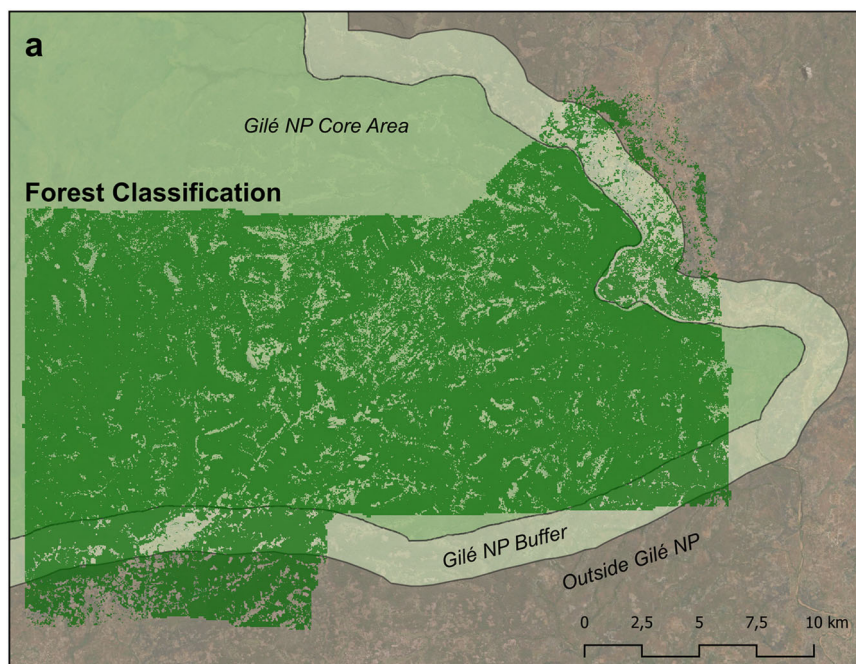 a
Gilé NP Core Area
Forest Classification
Gilé NP Buffer
Outside Gilé NP
0 2,5 5 7,5 10 km